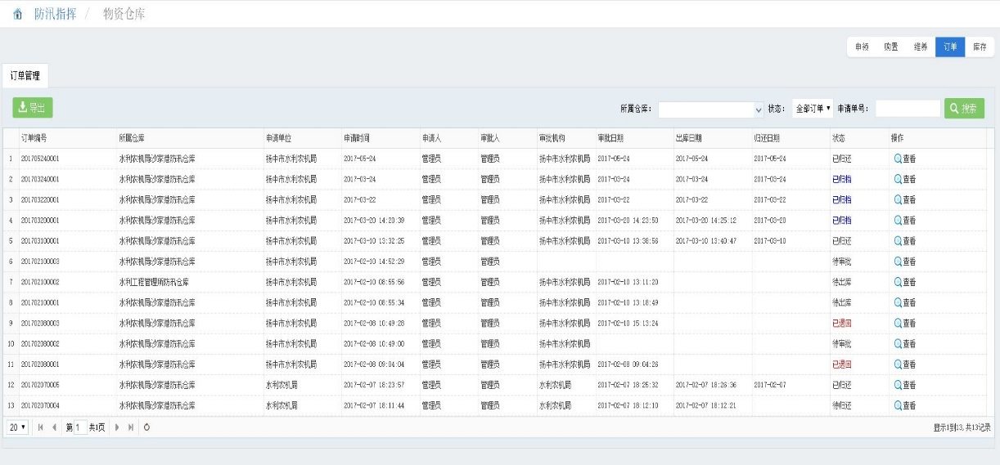 防汛指挥 / 物资仓库
申领 购置 维养 订单 库存
订单管理
导出 所属仓库： 状态： 全部订单 申请单号： 搜索
订单编号 所属仓库 申请单位 申请时间 申请人 审批人 审批机构 审批日期 出库日期 归还日期 状态 操作
1 201705240001 水利农机局沙家港防汛仓库 扬中市水利农机局 2017-05-24 管理员 管理员 扬中市水利农机局 2017-05-24 2017-05-24 2017-05-24 已归还 查看
2 201703240001 水利农机局沙家港防汛仓库 扬中市水利农机局 2017-03-24 管理员 管理员 扬中市水利农机局 2017-03-24 2017-03-24 2017-03-24 已归档 查看
3 201703220001 水利农机局沙家港防汛仓库 扬中市水利农机局 2017-03-22 管理员 管理员 扬中市水利农机局 2017-03-22 2017-03-22 2017-03-22 已归档 查看
4 201703200001 水利农机局沙家港防汛仓库 扬中市水利农机局 2017-03-20 14:20:39 管理员 管理员 扬中市水利农机局 2017-03-20 14:23:50 2017-03-20 14:25:12 2017-03-20 已归档 查看
5 201703100001 水利农机局沙家港防汛仓库 扬中市水利农机局 2017-03-10 13:32:25 管理员 管理员 扬中市水利农机局 2017-03-10 13:38:56 2017-03-10 13:40:47 2017-03-10 已归还 查看
6 201702100003 水利农机局沙家港防汛仓库 扬中市水利农机局 2017-02-10 14:52:29 管理员 管理员 待审批 查看
7 201702100002 水利工程管理所防汛仓库 扬中市水利农机局 2017-02-10 08:55:56 管理员 管理员 扬中市水利农机局 2017-02-10 13:11:20 待出库 查看
8 201702100001 水利农机局沙家港防汛仓库 扬中市水利农机局 2017-02-10 08:55:34 管理员 管理员 扬中市水利农机局 2017-02-10 13:18:49 待出库 查看
9 201702080003 水利农机局沙家港防汛仓库 扬中市水利农机局 2017-02-08 10:49:28 管理员 管理员 扬中市水利农机局 2017-02-10 15:13:24 已退回 查看
10 201702080002 水利农机局沙家港防汛仓库 扬中市水利农机局 2017-02-08 10:49:00 管理员 管理员 扬中市水利农机局 待审批 查看
11 201702080001 水利农机局沙家港防汛仓库 扬中市水利农机局 2017-02-08 09:04:04 管理员 管理员 扬中市水利农机局 2017-02-08 09:04:26 已退回 查看
12 201702070005 水利农机局沙家港防汛仓库 水利农机局 2017-02-07 18:23:57 管理员 管理员 水利农机局 2017-02-07 18:25:32 2017-02-07 18:26:36 2017-02-07 已归还 查看
13 201702070004 水利农机局沙家港防汛仓库 水利农机局 2017-02-07 18:11:44 管理员 管理员 水利农机局 2017-02-07 18:12:10 2017-02-07 18:12:21 待归还 查看
20 第 1 共1页 显示1到13,共13记录